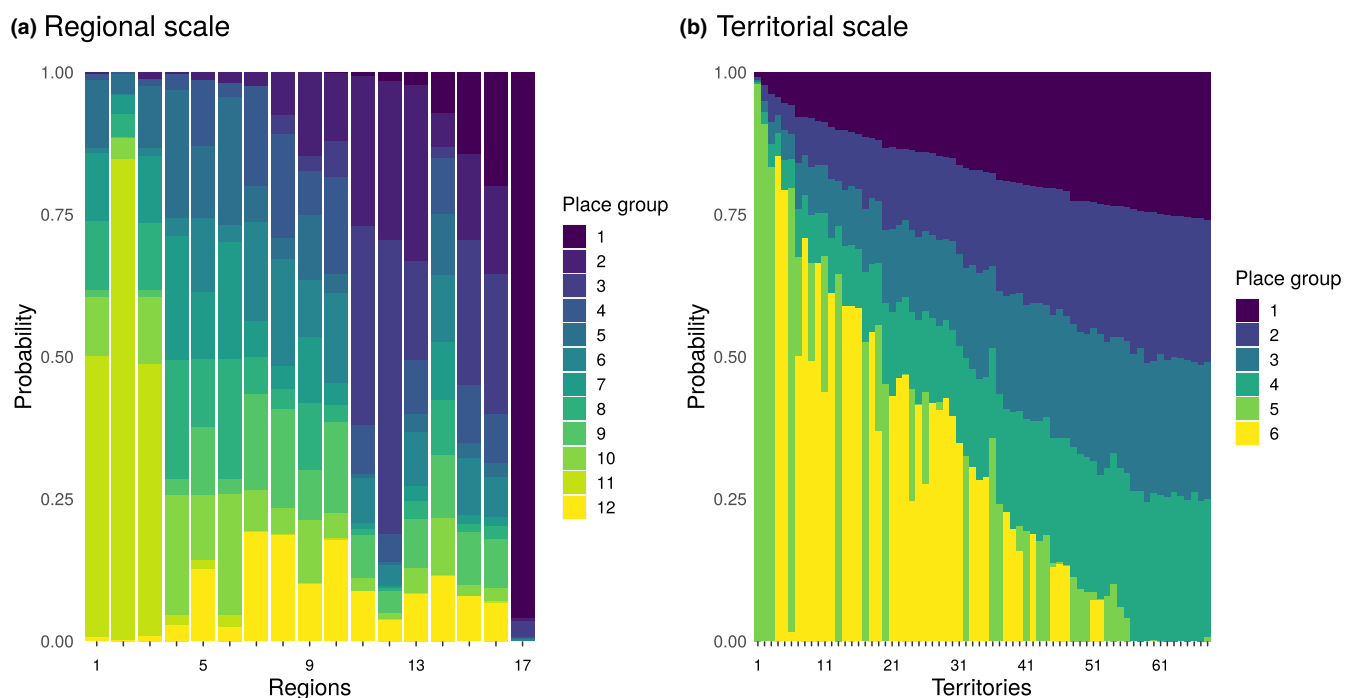 (a) Regional scale
1.00
0.75
0.50
0.25
0.00
Probability
1 5 9 13 17
Regions
Place group
1
2
3
4
5
6
7
8
9
10
11
12
(b) Territorial scale
1.00
0.75
0.50
0.25
0.00
Probability
1 11 21 31 41 51 61
Territories
Place group
1
2
3
4
5
6